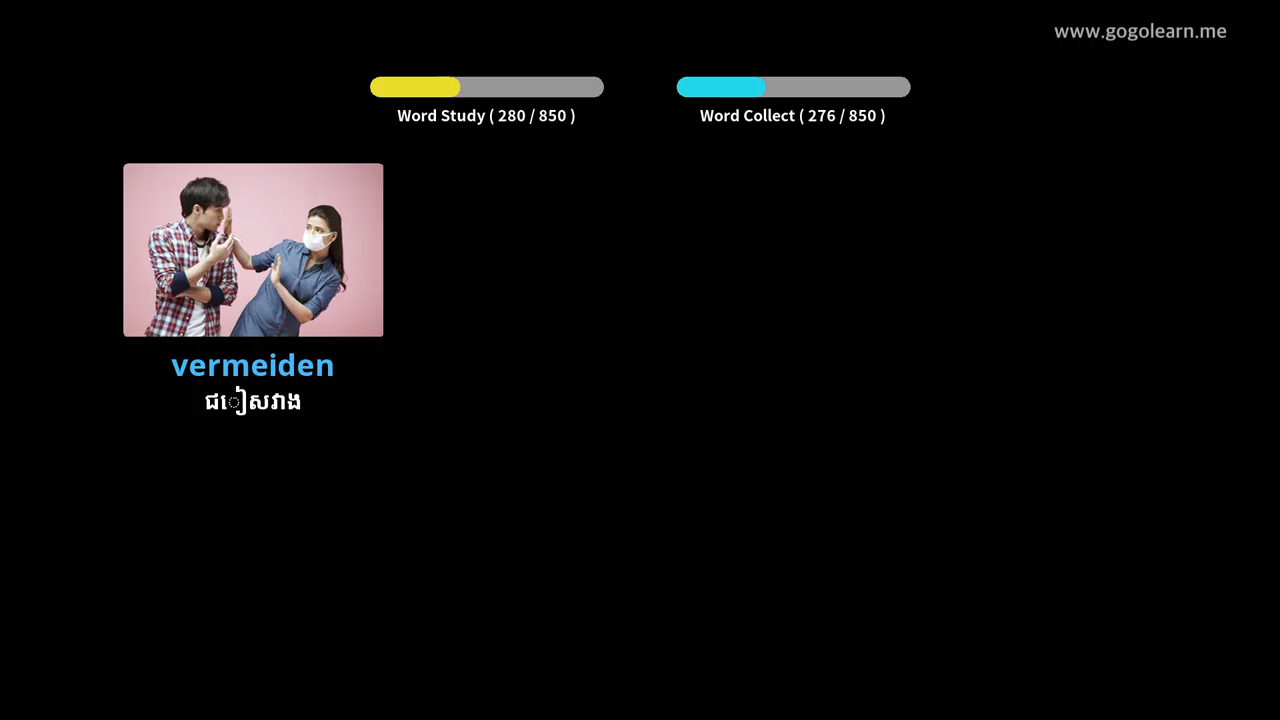 www.gogolearn.me
Word Study ( 280 / 850 )
Word Collect ( 276 / 850 )
vermeiden
ជៀសវាង